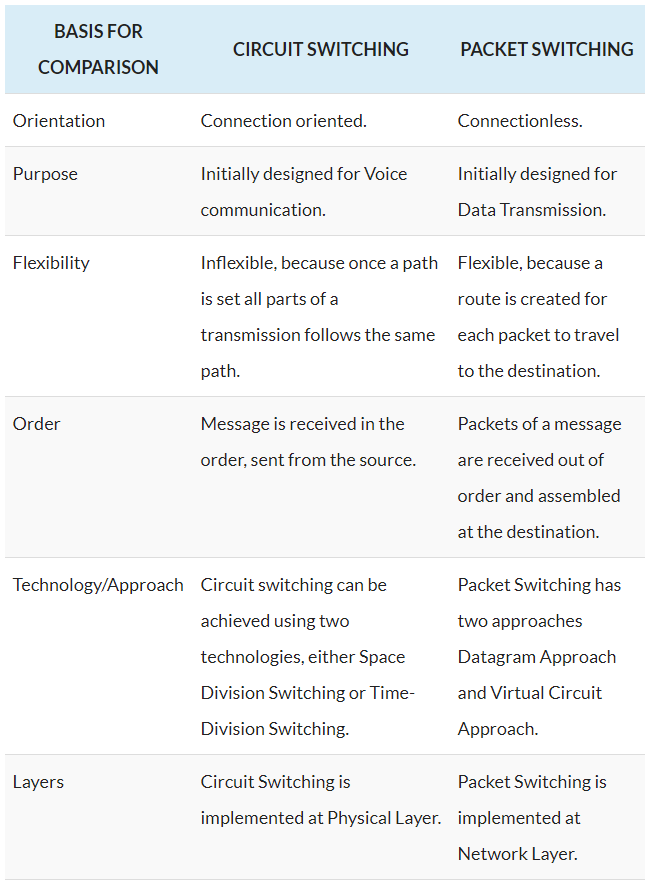 BASIS FOR
COMPARISON
CIRCUIT SWITCHING
PACKET SWITCHING
Orientation
Connection oriented.
Connectionless.
Purpose
Initially designed for Voice
communication.
Initially designed for
Data Transmission.
Flexibility
Inflexible, because once a path
is set all parts of a
transmission follows the same
path.
Flexible, because a
route is created for
each packet to travel
to the destination.
Order
Message is received in the
order, sent from the source.
Packets of a message
are received out of
order and assembled
at the destination.
Technology/Approach
Circuit switching can be
achieved using two
technologies, either Space
Division Switching or Time-
Division Switching.
Packet Switching has
two approaches
Datagram Approach
and Virtual Circuit
Approach.
Layers
Circuit Switching is
implemented at Physical Layer.
Packet Switching is
implemented at
Network Layer.